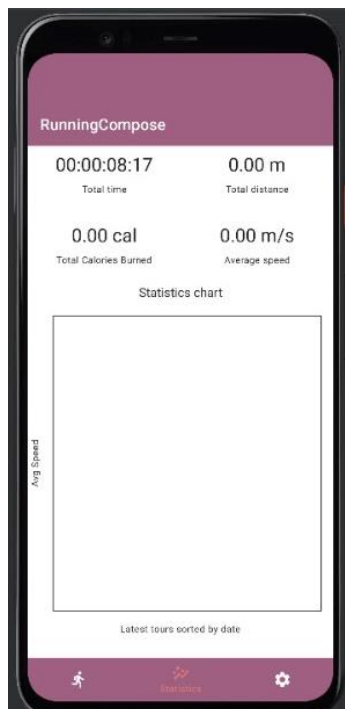 RunningCompose
00:00:08:17 0.00 m
Total time Total distance
0.00 cal 0.00 m/s
Total Calories Burned Average speed
Statistics chart
Avg Speed
Latest tours sorted by date
Statistics